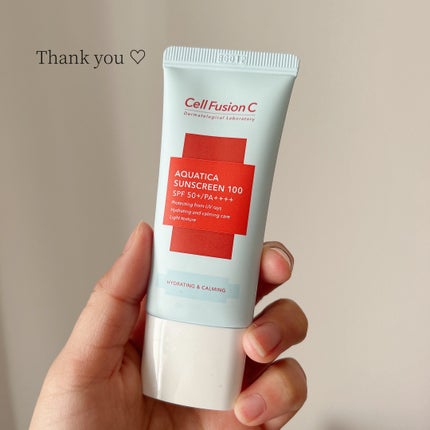 Thank you ♡
Cell Fusion C
Dermatological Laboratory
AQUATICA
SUNSCREEN 100
SPF 50+/PA++++
Protecting from UV rays
Hydrating and calming care
Light texture
HYDRATING & CALMING